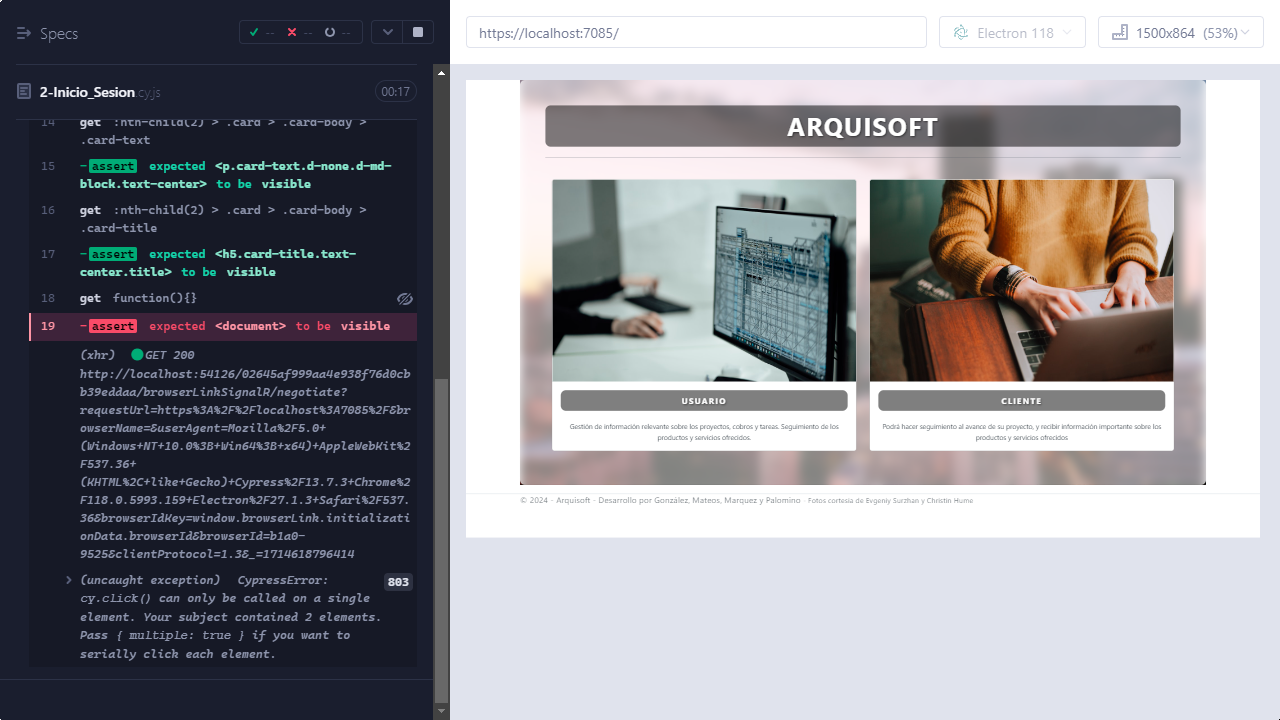 Specs
--
--
--
https://localhost:7085/
Electron 118
1500x864 (53%)
2-Inicio_Sesion.cy.js
00:17
14 get :nth-child(2) > .card > .card-body >
.card-text
15 -assert expected <p.card-text.d-none.d-md-
block.text-center> to be visible
16 get :nth-child(2) > .card > .card-body >
.card-title
17 -assert expected <h5.card-title.text-
center.title> to be visible
18 get function(){}
19 -assert expected <document> to be visible
(xhr) GET 200
http://localhost:54126/02645af999aa4e938f76d0cb
b39eddaa/browserLinkSignalR/negotiate?
requestUrl=https%3A%2F%2Flocalhost%3A7085%2F&br
owserName=&userAgent=Mozilla%2F5.0+
(Windows+NT+10.0%3B+Win64%3B+x64)+AppleWebKit%2
F537.36+
(KHTML%2C+like+Gecko)+Cypress%2F13.7.3+Chrome%2
F118.0.5993.159+Electron%2F27.1.3+Safari%2F537.
36&browserIdKey=window.browserLink.initializati
onData.browserId&browserId=b1a0-
9525&clientProtocol=1.3&_=1714618796414
(uncaught exception) CypressError: 803
cy.click() can only be called on a single
element. Your subject contained 2 elements.
Pass { multiple: true } if you want to
serially click each element.
ARQUISOFT
USUARIO
Gestión de información relevante sobre los proyectos, cobros y tareas. Seguimiento de los
productos y servicios ofrecidos.
CLIENTE
Podrá hacer seguimiento al avance de su proyecto, y recibir información importante sobre los
productos y servicios ofrecidos
© 2024 - Arquisoft - Desarrollo por González, Mateos, Marquez y Palomino - Fotos cortesía de Evgeniy Surzhan y Christin Hume